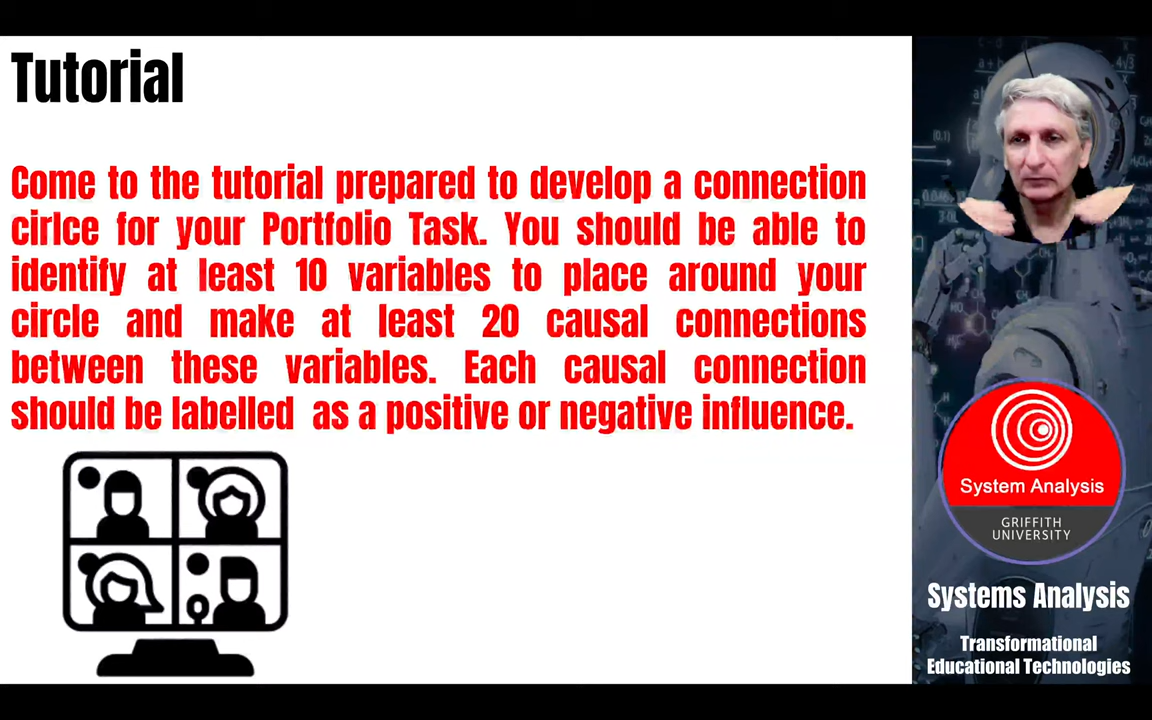 Tutorial
Come to the tutorial prepared to develop a connection
cirlce for your Portfolio Task. You should be able to
identify at least 10 variables to place around your
circle and make at least 20 causal connections
between these variables. Each causal connection
should be labelled as a positive or negative influence.
System Analysis
GRIFFITH
UNIVERSITY
Systems Analysis
Transformational
Educational Technologies